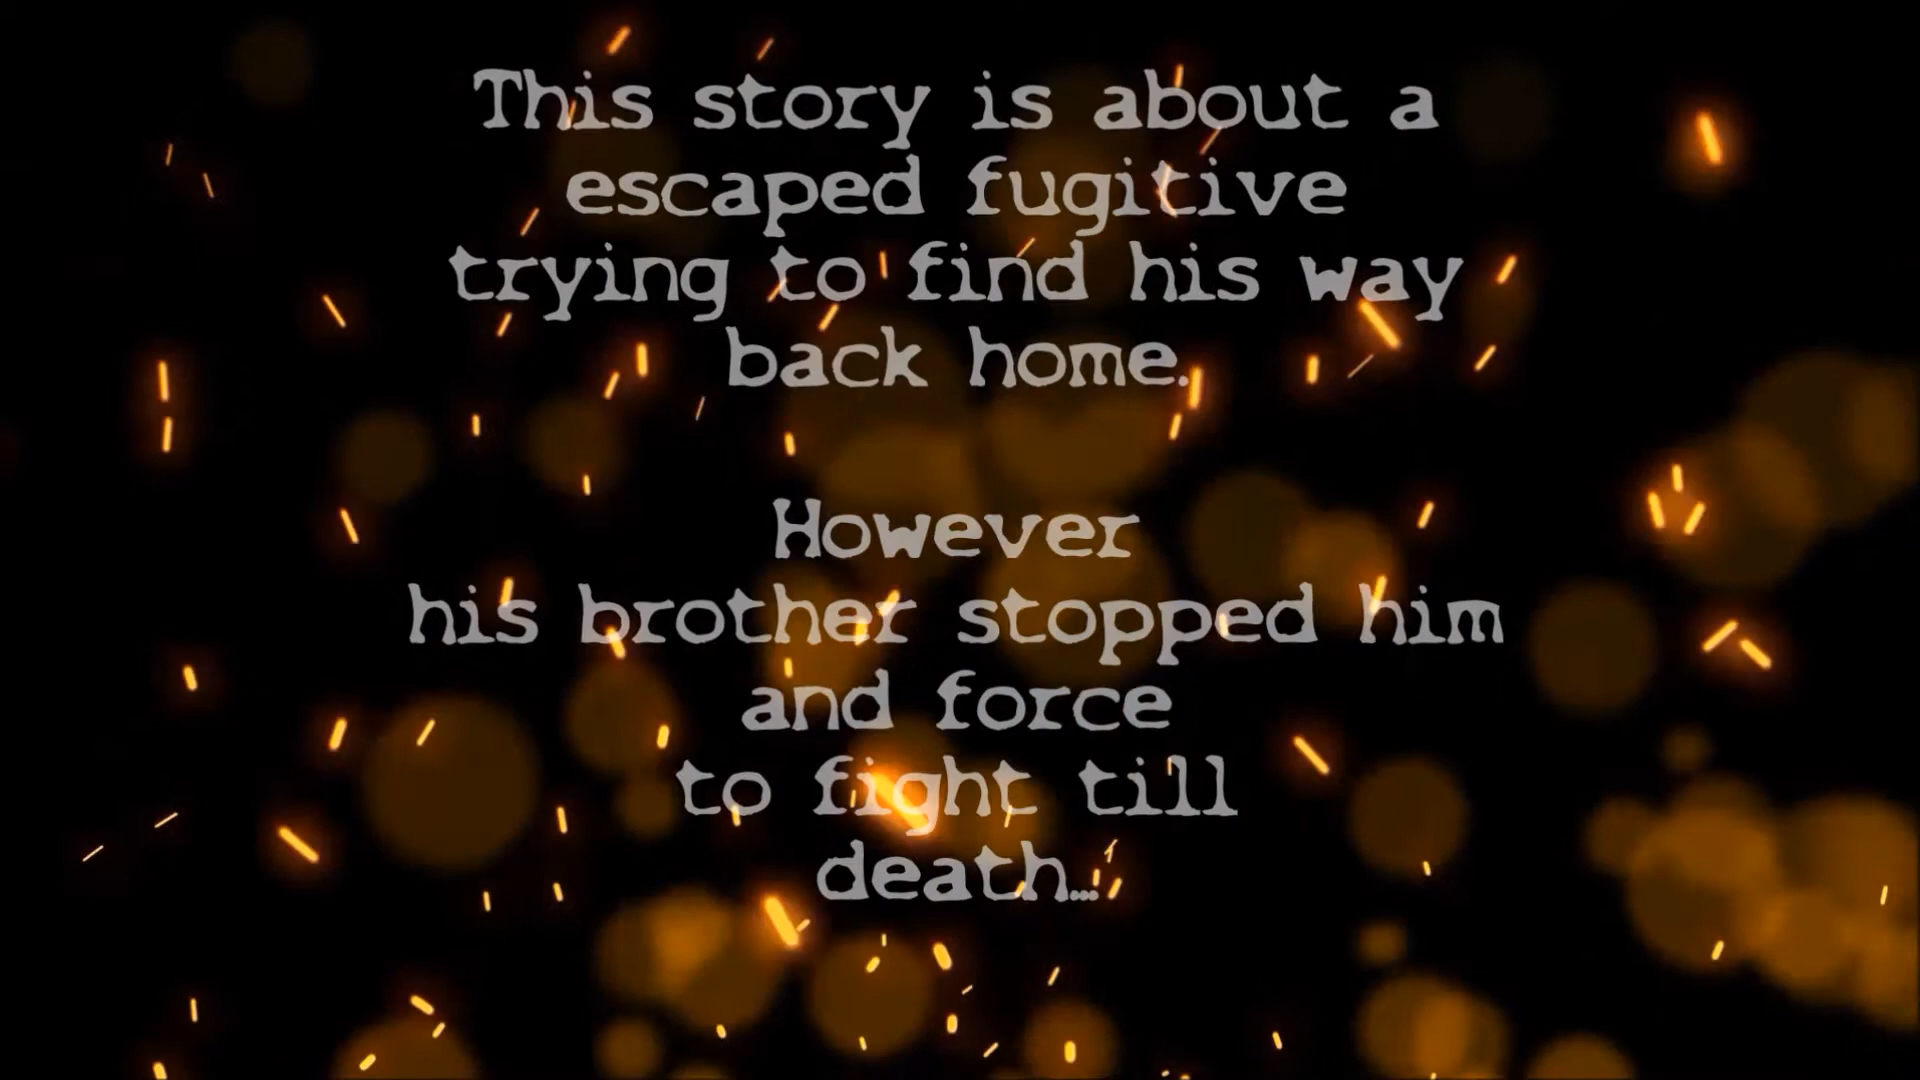 This story is about a
escaped fugitive
trying to find his way
back home.
However
his brother stopped him
and force
to fight till
death...